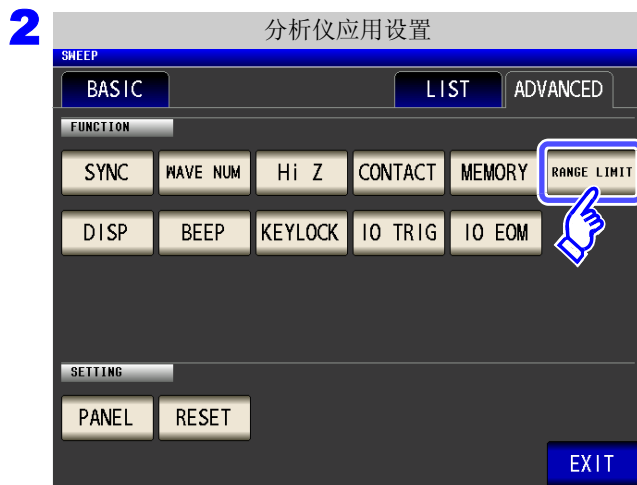 2
分析仪应用设置
SWEEP
BASIC LIST ADVANCED
FUNCTION
SYNC WAVE NUM Hi Z CONTACT MEMORY RANGE LIMIT
DISP BEEP KEYLOCK IO TRIG IO EOM
SETTING
PANEL RESET
EXIT